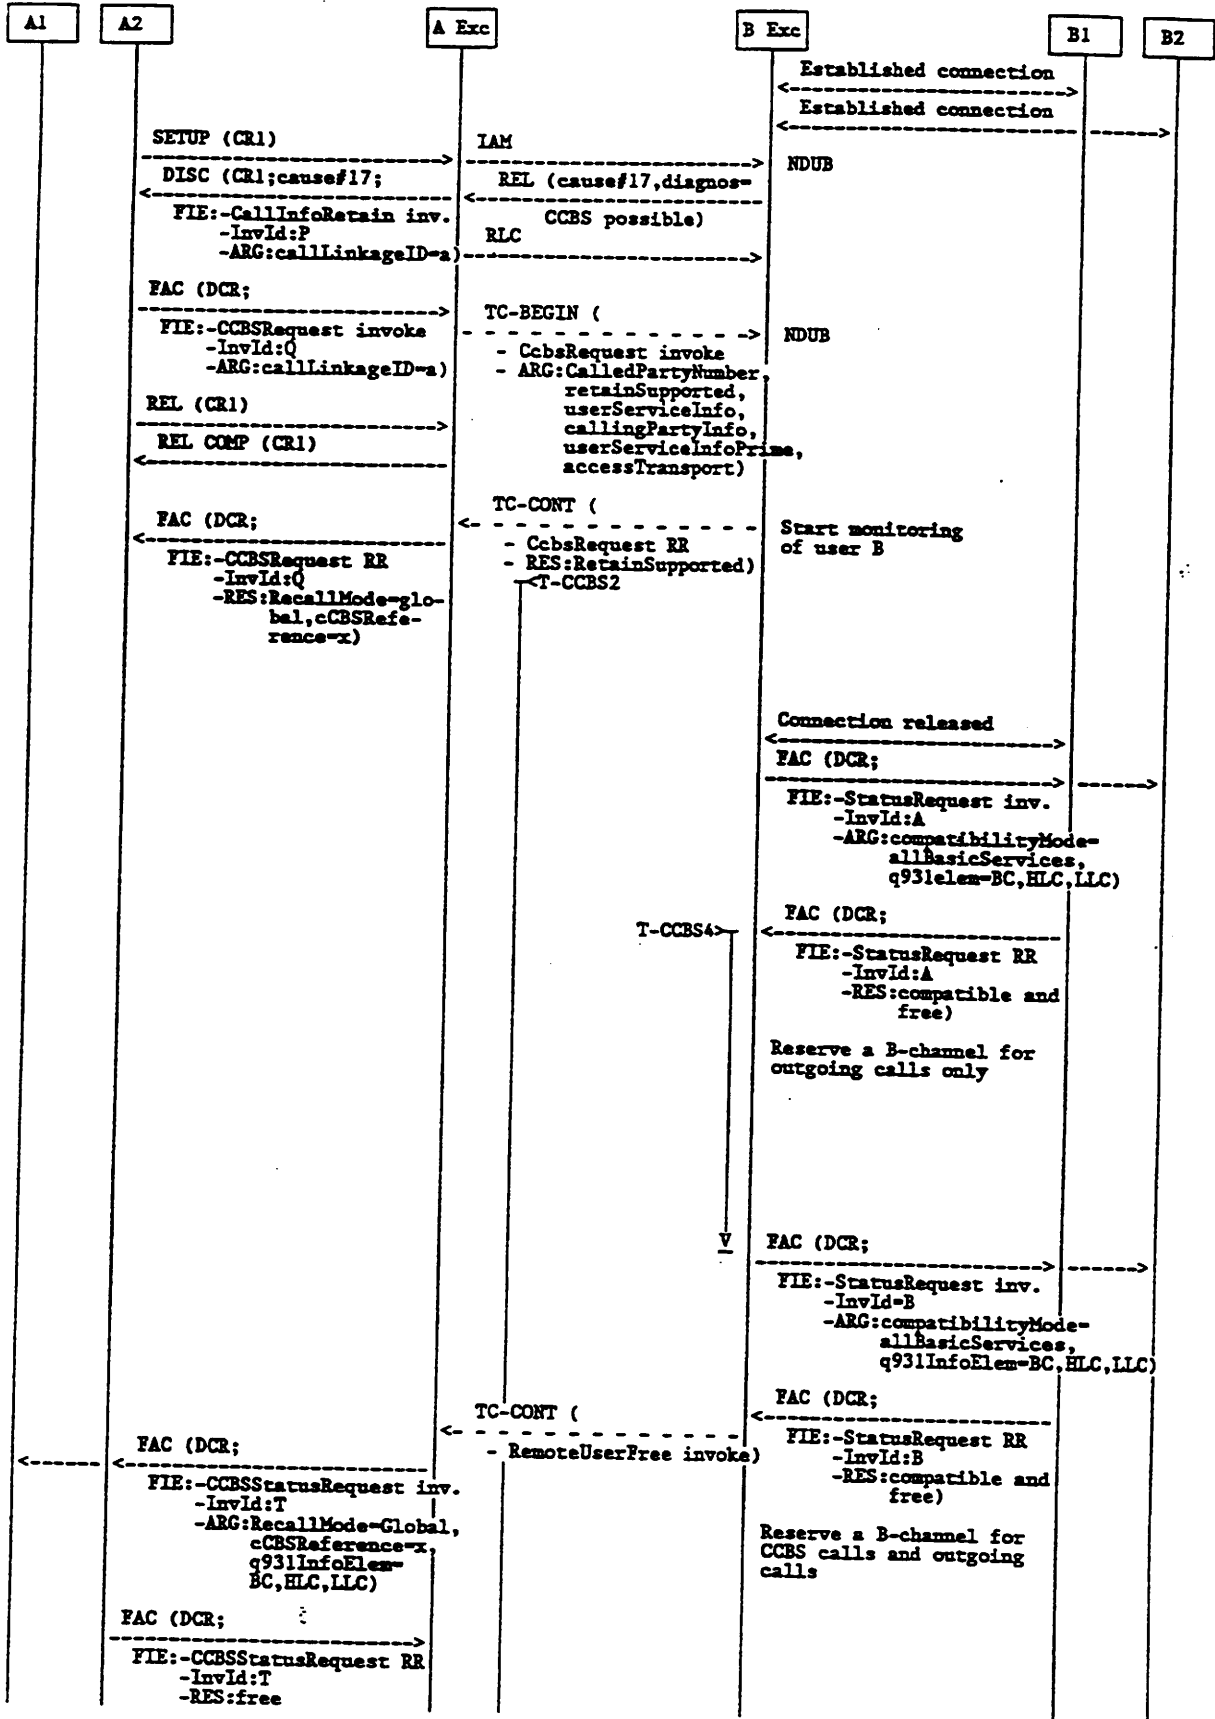 A1
A2
A Exc
B Exc
B1
B2
Established connection
Established connection
SETUP (CR1)
IAM
NDUB
DISC (CR1;cause#17;
REL (cause#17,diagnos=
CCBS possible)
FIE:-CallInfoRetain inv.
-InvId:P
-ARG:callLinkageID=a)
RLC
FAC (DCR;
TC-BEGIN (
NDUB
FIE:-CCBSRequest invoke
-InvId:Q
-ARG:callLinkageID=a)
- CcbsRequest invoke
- ARG:CalledPartyNumber,
retainSupported,
userServiceInfo,
callingPartyInfo,
userServiceInfoPrime,
accessTransport)
REL (CR1)
REL COMP (CR1)
FAC (DCR;
TC-CONT (
Start monitoring
of user B
FIE:-CCBSRequest RR
-InvId:Q
-RES:RecallMode=glo-
bal,cCBSRefe-
rence=x)
- CcbsRequest RR
- RES:RetainSupported)
T-CCBS2
Connection released
FAC (DCR;
FIE:-StatusRequest inv.
-InvId:A
-ARG:compatibilityMode=
allBasicServices,
q931elem=BC,HLC,LLC)
T-CCBS4
FAC (DCR;
FIE:-StatusRequest RR
-InvId:A
-RES:compatible and
free)
Reserve a B-channel for
outgoing calls only
V
FAC (DCR;
FIE:-StatusRequest inv.
-InvId=B
-ARG:compatibilityMode=
allBasicServices,
q931InfoElem=BC,HLC,LLC)
FAC (DCR;
FIE:-StatusRequest RR
-InvId:B
-RES:compatible and
free)
TC-CONT (
- RemoteUserFree invoke)
FAC (DCR;
FIE:-CCBSStatusRequest inv.
-InvId:T
-ARG:RecallMode=Global,
cCBSReference=x,
q931InfoElem=
BC,HLC,LLC)
Reserve a B-channel for
CCBS calls and outgoing
calls
FAC (DCR;
FIE:-CCBSStatusRequest RR
-InvId:T
-RES:free